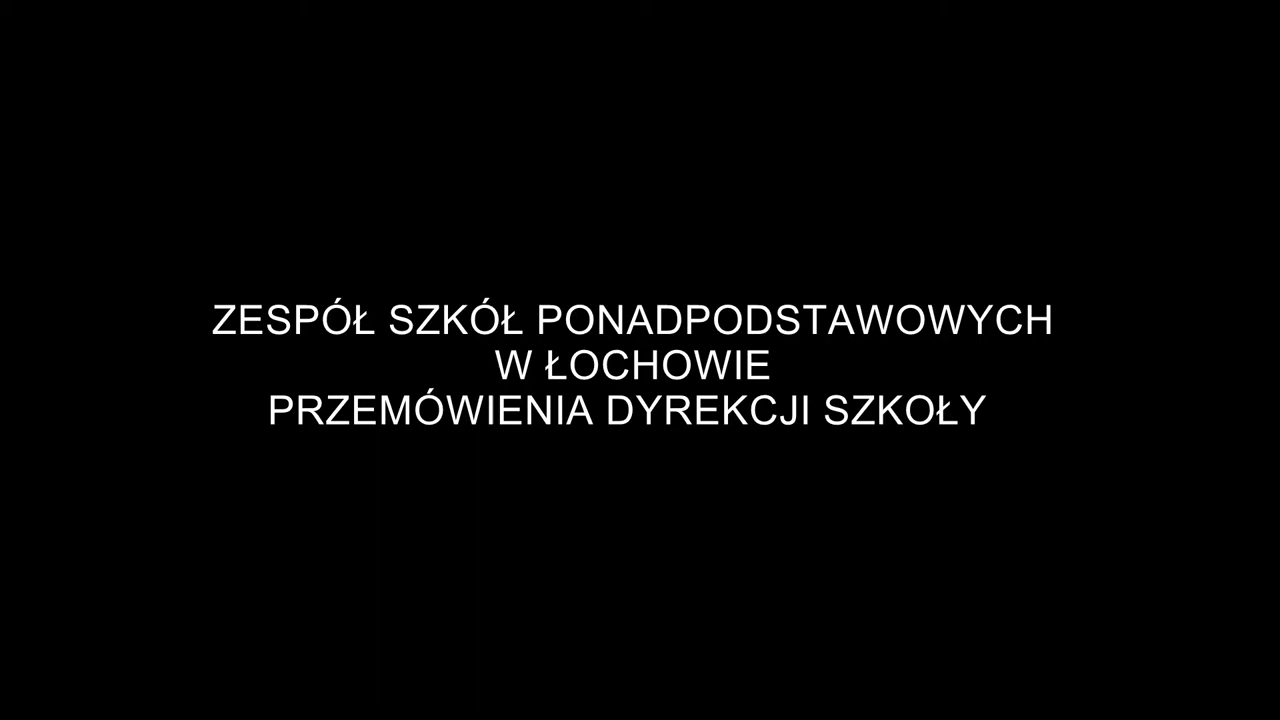 ZESPÓŁ SZKÓŁ PONADPODSTAWOWYCH
W ŁOCHOWIE
PRZEMÓWIENIA DYREKCJI SZKOŁY